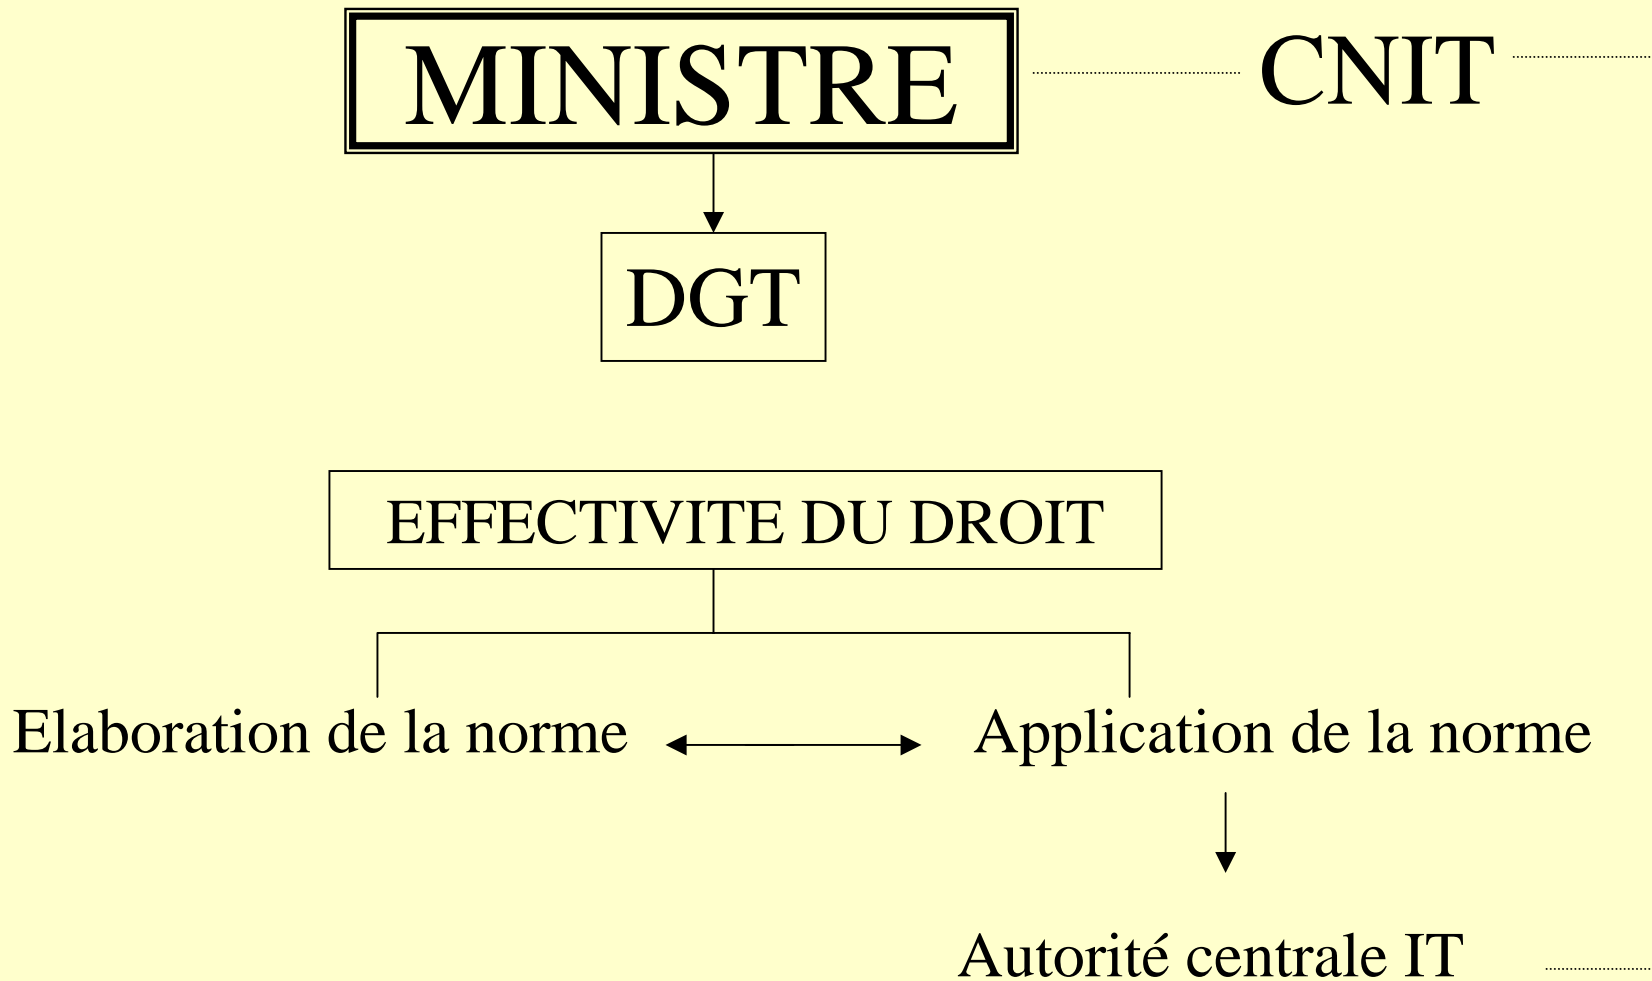 MINISTRE
CNIT
DGT
EFFECTIVITE DU DROIT
Elaboration de la norme
Application de la norme
Autorité centrale IT